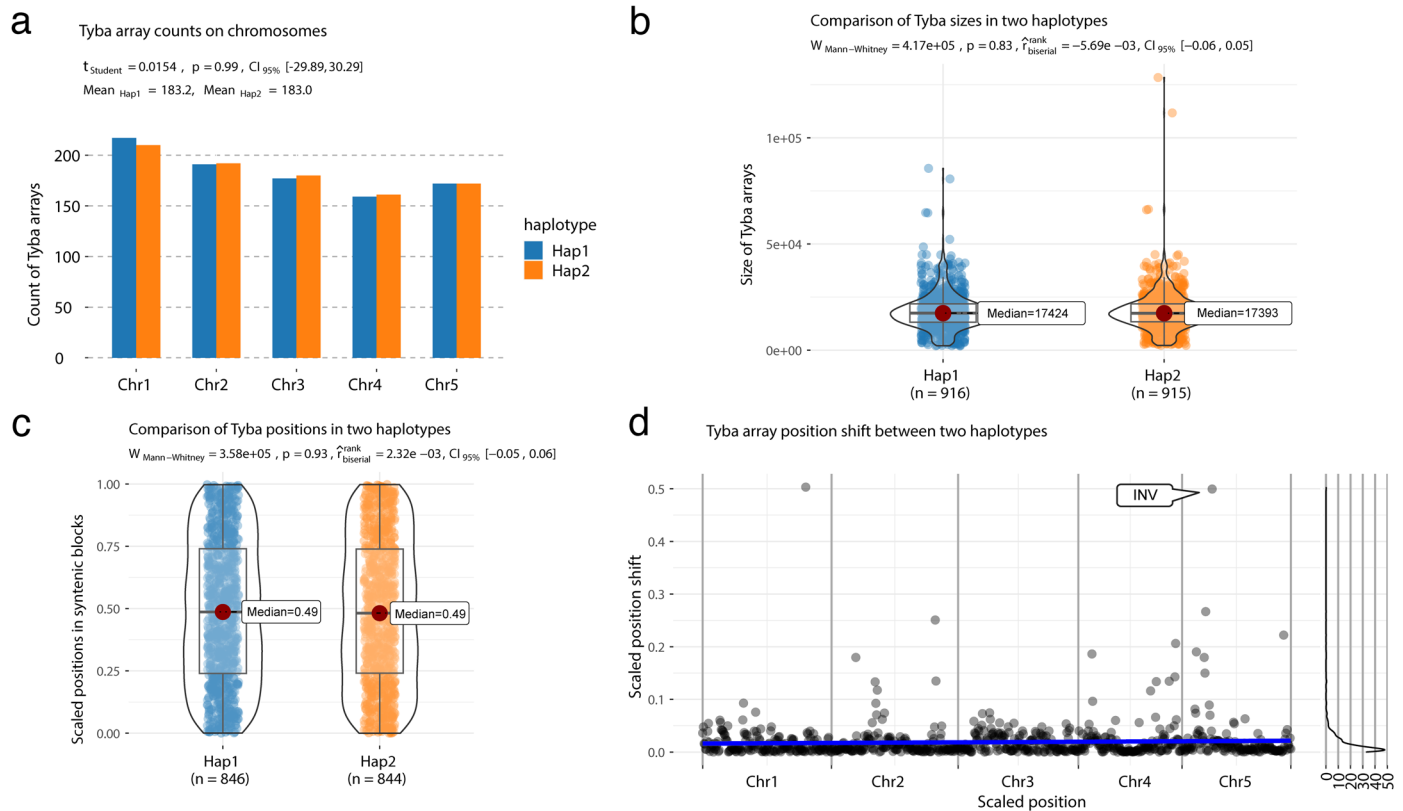 a
Tyba array counts on chromosomes
t Student = 0.0154 , p = 0.99, CI 95% [-29.89,30.29]
Mean Hap1 = 183.2, Mean Hap2 = 183.0
Count of Tyba arrays
200
150
100
50
0
Chr1 Chr2 Chr3 Chr4 Chr5
haplotype
Hap1
Hap2
b
Comparison of Tyba sizes in two haplotypes
W Mann−Whitney = 4.17e+05 , p = 0.83 , r̂ rank biserial = −5.69e −03, CI 95% [−0.06 , 0.05]
Size of Tyba arrays
1e+05
5e+04
0e+00
Median=17424
Median=17393
Hap1 Hap2
(n = 916) (n = 915)
c
Comparison of Tyba positions in two haplotypes
W Mann−Whitney = 3.58e+05 , p = 0.93 , r̂ rank biserial = 2.32e −03, CI 95% [−0.05 , 0.06]
Scaled positions in syntenic blocks
1.00
0.75
0.50
0.25
0.00
Median=0.49
Median=0.49
Hap1 Hap2
(n = 846) (n = 844)
d
Tyba array position shift between two haplotypes
Scaled position shift
0.5
0.4
0.3
0.2
0.1
0.0
INV
Chr1 Chr2 Chr3 Chr4 Chr5
Scaled position
0 10 20 30 40 50